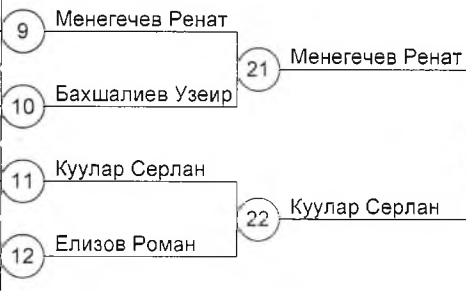 9 Менегечев Ренат
21 Менегечев Ренат
10 Бахшалиев Узеир
11 Куулар Серлан
22 Куулар Серлан
12 Елизов Роман